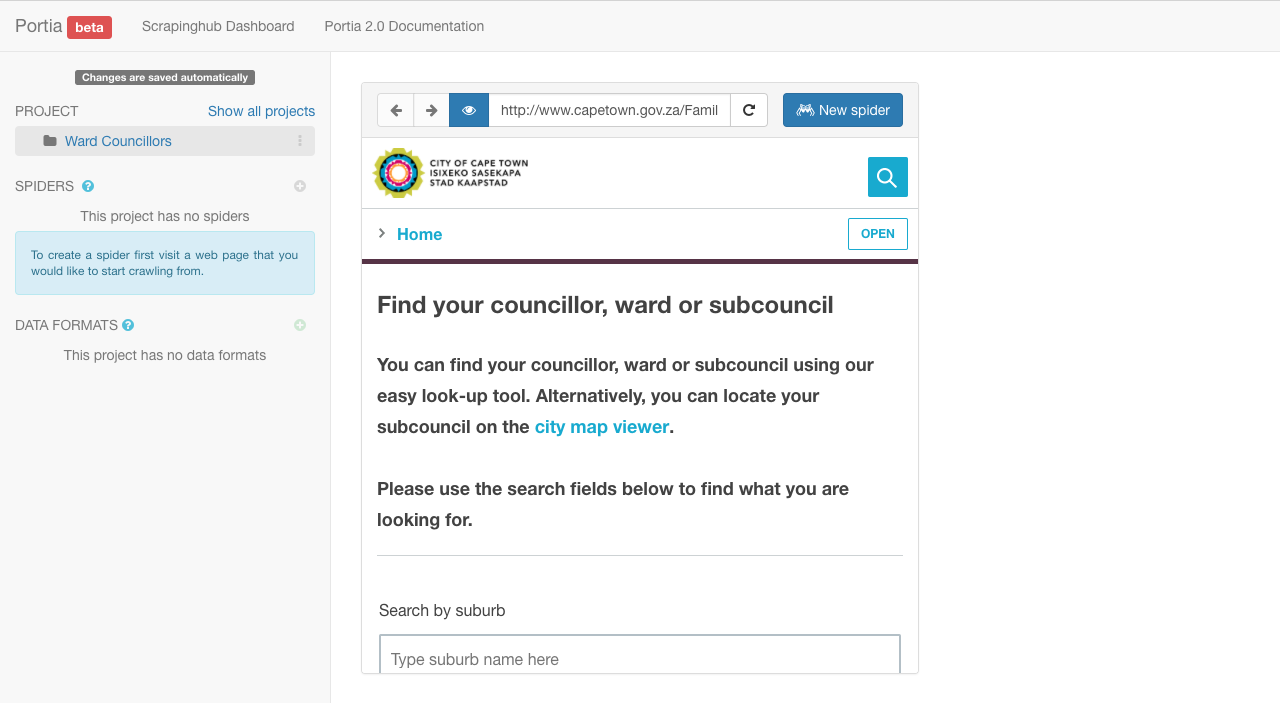 Portia beta Scrapinghub Dashboard Portia 2.0 Documentation
Changes are saved automatically
PROJECT Show all projects
Ward Councillors
SPIDERS ?
This project has no spiders
To create a spider first visit a web page that you
would like to start crawling from.
DATA FORMATS ?
This project has no data formats
http://www.capetown.gov.za/Famil New spider
CITY OF CAPE TOWN
ISIXEKO SASEKAPA
STAD KAAPSTAD
Home OPEN
Find your councillor, ward or subcouncil
You can find your councillor, ward or subcouncil using our
easy look-up tool. Alternatively, you can locate your
subcouncil on the city map viewer.
Please use the search fields below to find what you are
looking for.
Search by suburb
Type suburb name here